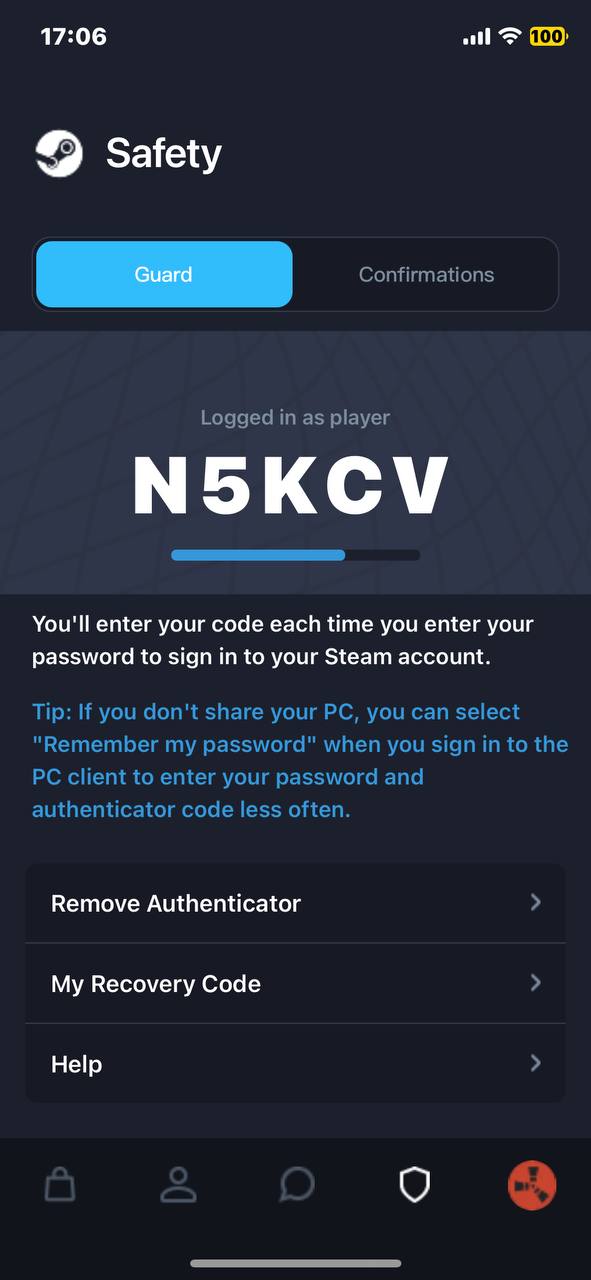 17:06
100
Safety
Guard
Confirmations
Logged in as player
N5KCV
You'll enter your code each time you enter your
password to sign in to your Steam account.
Tip: If you don't share your PC, you can select
"Remember my password" when you sign in to the
PC client to enter your password and
authenticator code less often.
Remove Authenticator
My Recovery Code
Help